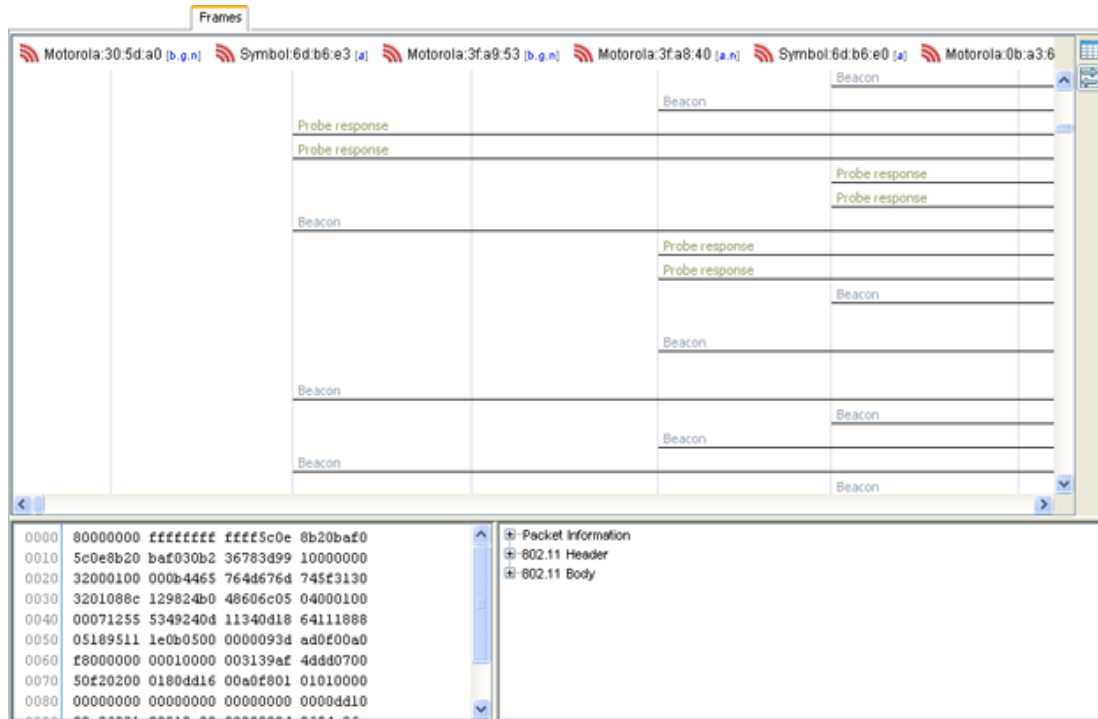 Frames
Motorola:30:5d:a0 [b,g,n] Symbol:6d:b6:e3 [a] Motorola:3f:a9:53 [b,g,n] Motorola:3f:a8:40 [a,n] Symbol:6d:b6:e0 [a] Motorola:0b:a3:6
Beacon
Beacon
Probe response
Probe response
Probe response
Probe response
Beacon
Probe response
Probe response
Beacon
Beacon
Beacon
Beacon
Beacon
Beacon
Beacon
0000 80000000 ffffffff ffff5c0e 8b20baf0
0010 5c0e8b20 baf030b2 36783d99 10000000
0020 32000100 000b4465 764d676d 745f3130
0030 3201088c 129824b0 48606c05 04000100
0040 00071255 5349240d 11340d18 64111888
0050 05189511 1e0b0500 0000093d ad0f00a0
0060 f8000000 00010000 003139af 4ddd0700
0070 50f20200 0180dd16 00a0f801 01010000
0080 00000000 00000000 00000000 0000dd10
Packet Information
802.11 Header
802.11 Body